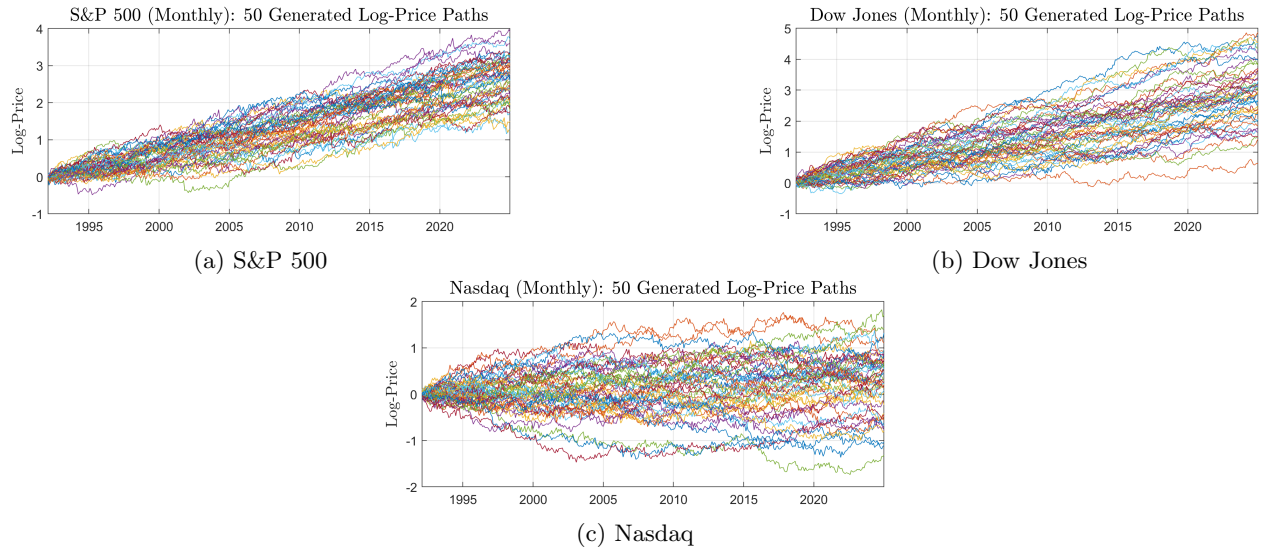 S&P 500 (Monthly): 50 Generated Log-Price Paths
4
3
2
1
0
-1
Log-Price
1995 2000 2005 2010 2015 2020
(a) S&P 500
Dow Jones (Monthly): 50 Generated Log-Price Paths
5
4
3
2
1
0
-1
Log-Price
1995 2000 2005 2010 2015 2020
(b) Dow Jones
Nasdaq (Monthly): 50 Generated Log-Price Paths
2
1
0
-1
-2
Log-Price
1995 2000 2005 2010 2015 2020
(c) Nasdaq